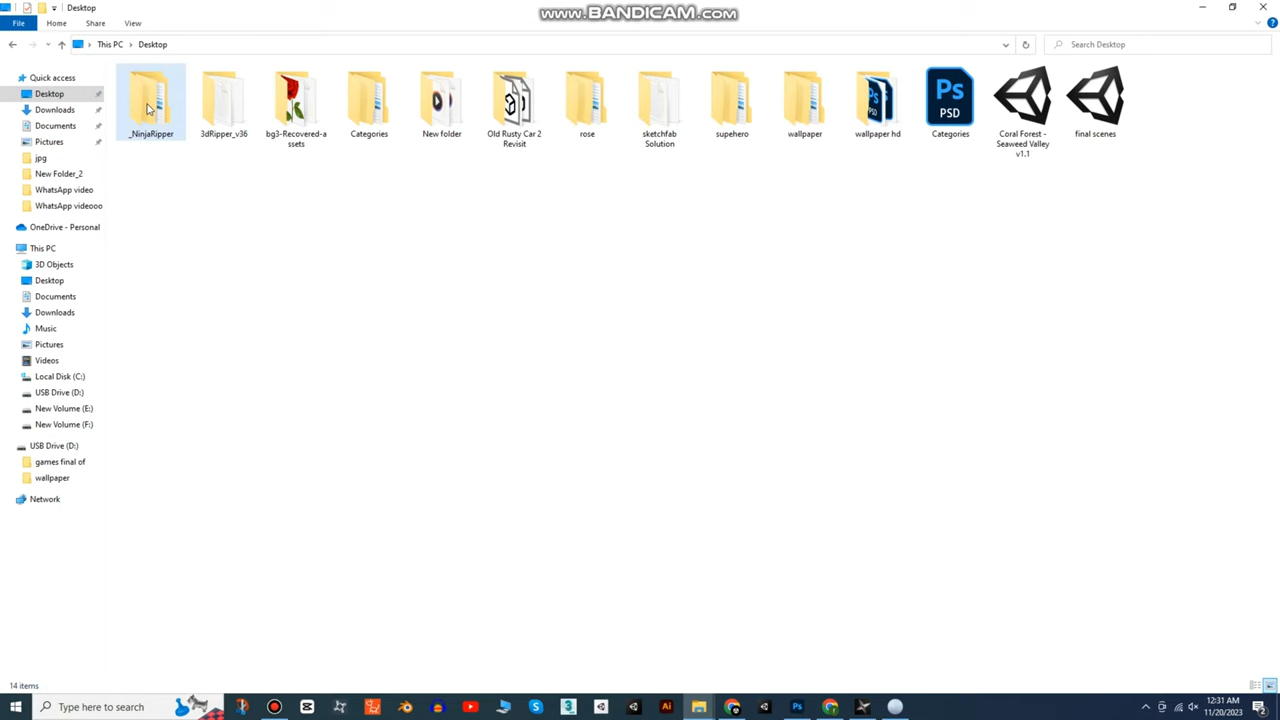 Desktop
www.BANDICAM.com
File
Home
Share
View
This PC
Desktop
Search Desktop
Quick access
Desktop
Downloads
Documents
Pictures
jpg
New Folder_2
WhatsApp video
WhatsApp videooo
OneDrive - Personal
This PC
3D Objects
Desktop
Documents
Downloads
Music
Pictures
Videos
Local Disk (C:)
USB Drive (D:)
New Volume (E:)
New Volume (F:)
USB Drive (D:)
games final of
wallpaper
Network
_NinjaRipper
3dRipper_v36
bg3-Recovered-a
ssets
Categories
New folder
Old Rusty Car 2
Revisit
rose
sketchfab
Solution
supehero
wallpaper
wallpaper hd
Ps
PSD
Categories
Coral Forest -
Seaweed Valley
v1.1
final scenes
14 items
Type here to search
12:31 AM
11/20/2023